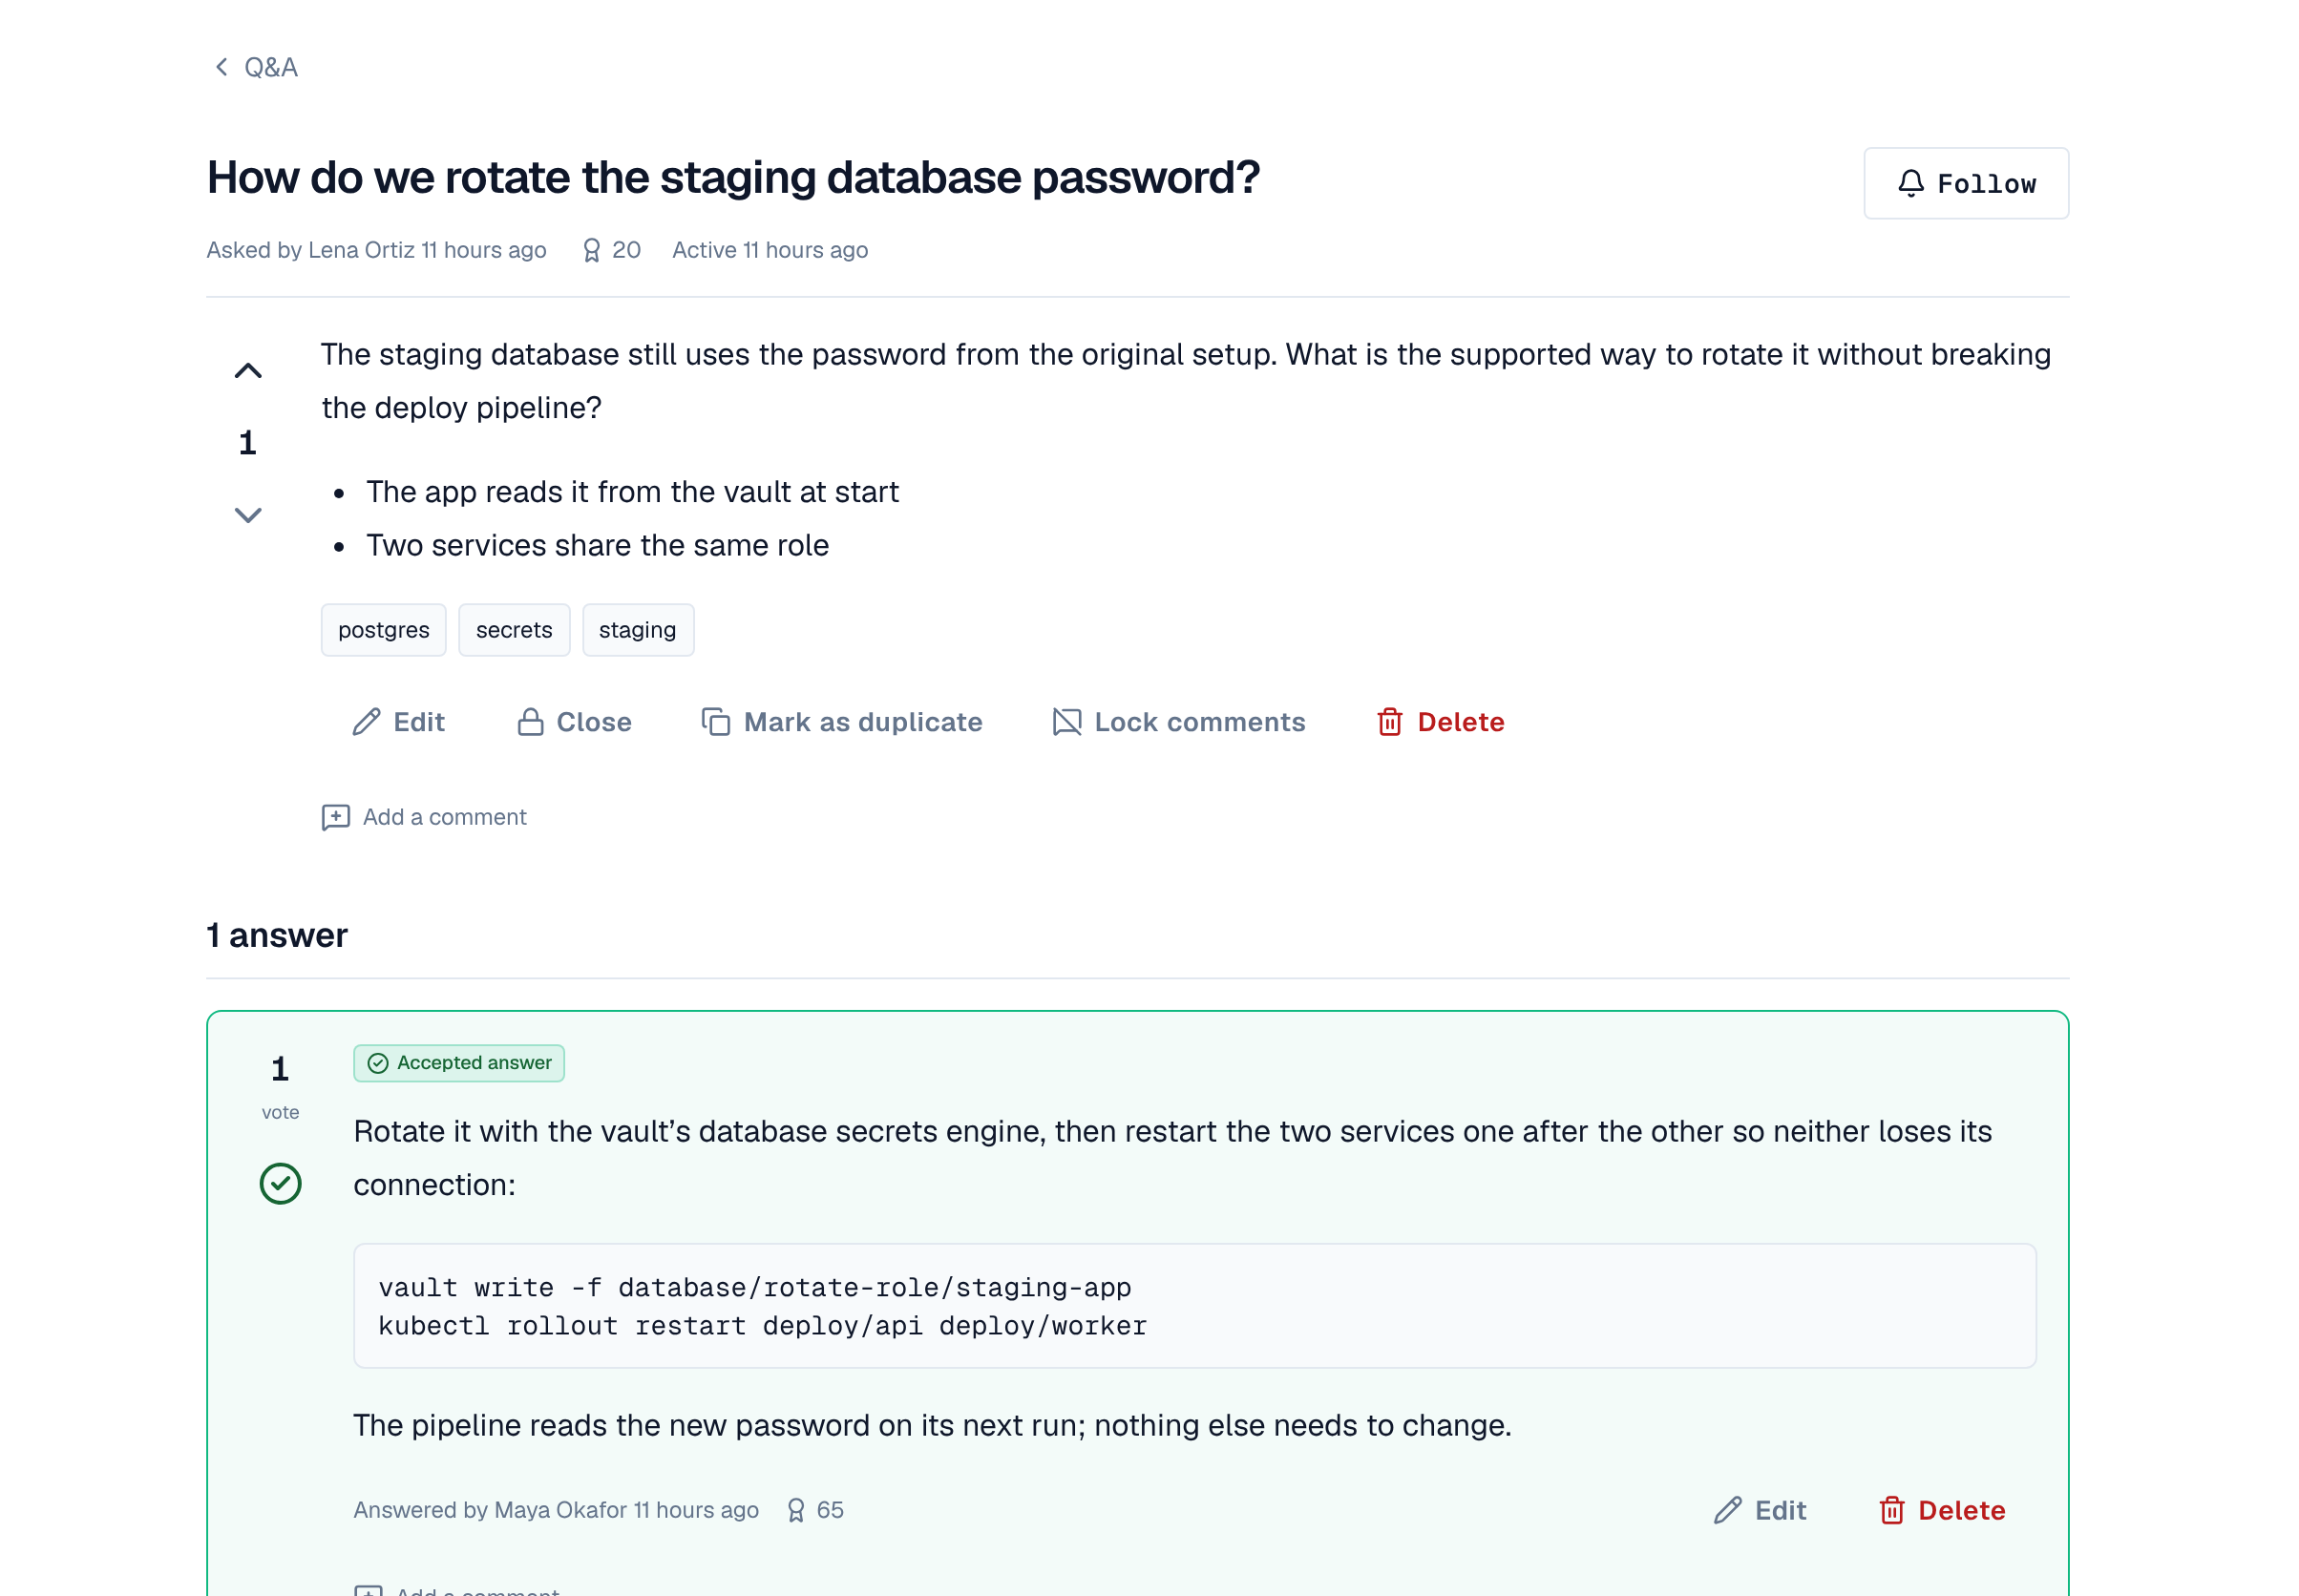 Q&A
How do we rotate the staging database password?
Follow
Asked by Lena Ortiz 11 hours ago 20 Active 11 hours ago
The staging database still uses the password from the original setup. What is the supported way to rotate it without breaking
the deploy pipeline?
1
• The app reads it from the vault at start
• Two services share the same role
postgres secrets staging
Edit Close Mark as duplicate Lock comments Delete
Add a comment
1 answer
1
vote
Accepted answer
Rotate it with the vault’s database secrets engine, then restart the two services one after the other so neither loses its
connection:
vault write -f database/rotate-role/staging-app
kubectl rollout restart deploy/api deploy/worker
The pipeline reads the new password on its next run; nothing else needs to change.
Answered by Maya Okafor 11 hours ago 65 Edit Delete
Add a comment